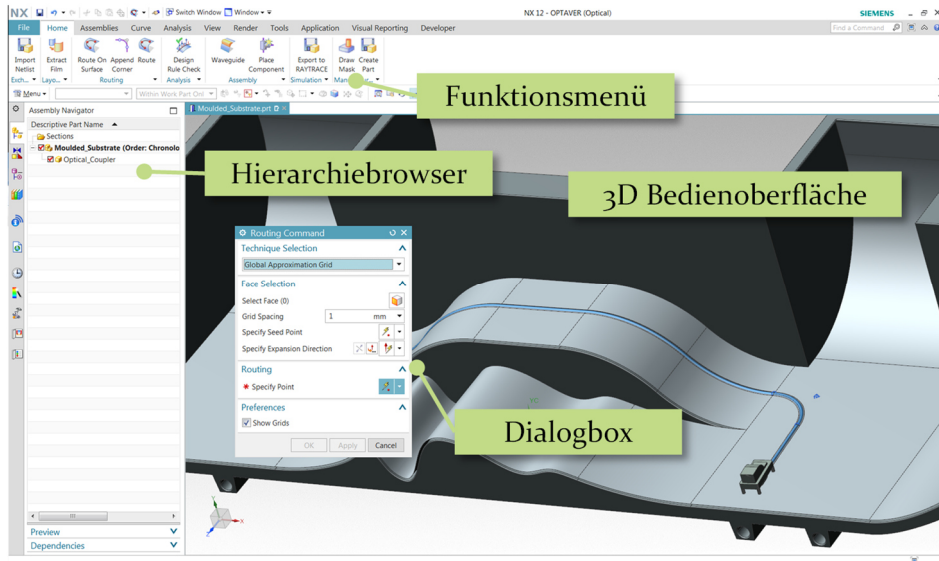 NX
Switch Window
Window
NX 12 - OPTAVER (Optical)
SIEMENS
File
Home
Assemblies
Curve
Analysis
View
Render
Tools
Application
Visual Reporting
Developer
Find a Command
Import Netlist
Extract Film
Route On Surface
Append Corner
Route
Design Rule Check
Waveguide
Place Component
Export to RAYTRACE
Draw Mask
Create Part
Exch...
Layo...
Routing
Analysis
Assembly
Simulation
Menu
Within Work Part Onl
Funktionsmenü
Assembly Navigator
Moulded_Substrate.prt
Descriptive Part Name
Sections
Moulded_Substrate (Order: Chronolo
Optical_Coupler
Hierarchiebrowser
3D Bedienoberfläche
Routing Command
Technique Selection
Global Approximation Grid
Face Selection
Select Face (0)
Grid Spacing 1 mm
Specify Seed Point
Specify Expansion Direction
Routing
* Specify Point
Preferences
Show Grids
OK Apply Cancel
Dialogbox
Y
X
Z
Preview
Dependencies